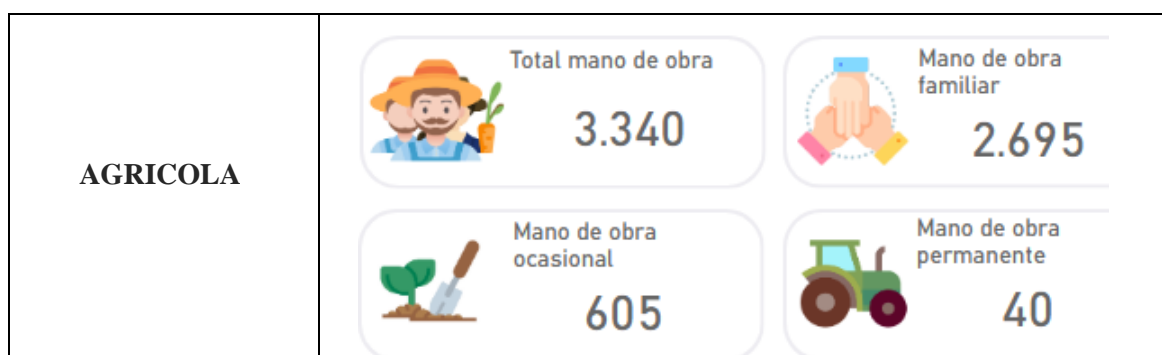 AGRICOLA
Total mano de obra
3.340
Mano de obra
familiar
2.695
Mano de obra
ocasional
605
Mano de obra
permanente
40